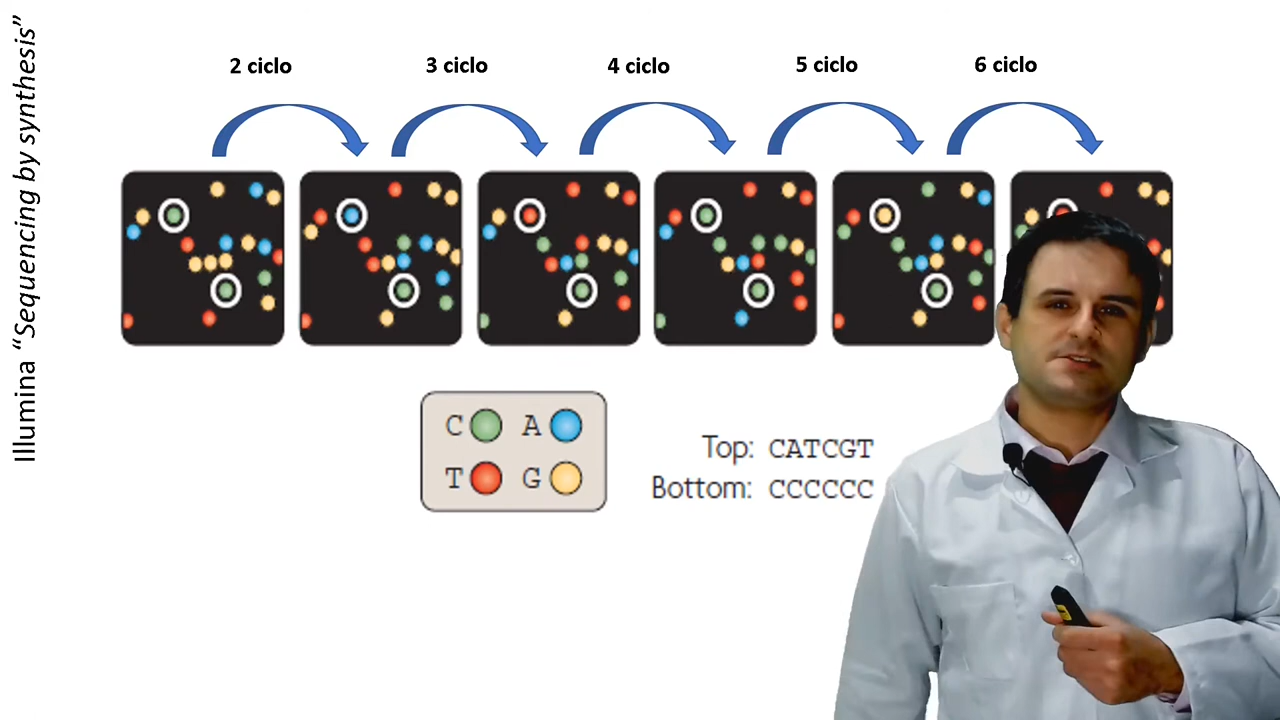 Illumina “Sequencing by synthesis”
2 ciclo 3 ciclo 4 ciclo 5 ciclo 6 ciclo
C A
T G
Top: CATCGT
Bottom: CCCCCC